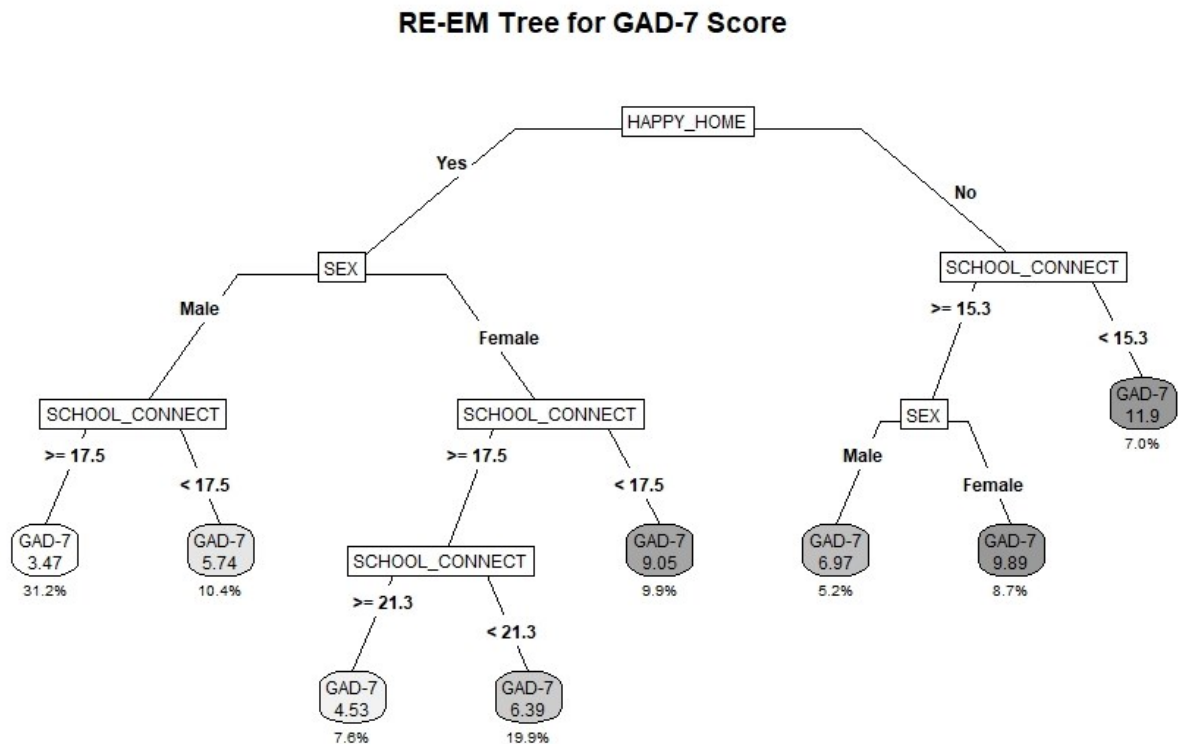 RE-EM Tree for GAD-7 Score
HAPPY_HOME
Yes
No
SEX
SCHOOL_CONNECT
Male
Female
>= 15.3
< 15.3
GAD-7
11.9
7.0%
SCHOOL_CONNECT
SCHOOL_CONNECT
SEX
>= 17.5
< 17.5
>= 17.5
< 17.5
Male
Female
GAD-7
3.47
31.2%
GAD-7
5.74
10.4%
SCHOOL_CONNECT
GAD-7
9.05
9.9%
GAD-7
6.97
5.2%
GAD-7
9.89
8.7%
>= 21.3
< 21.3
GAD-7
4.53
7.6%
GAD-7
6.39
19.9%